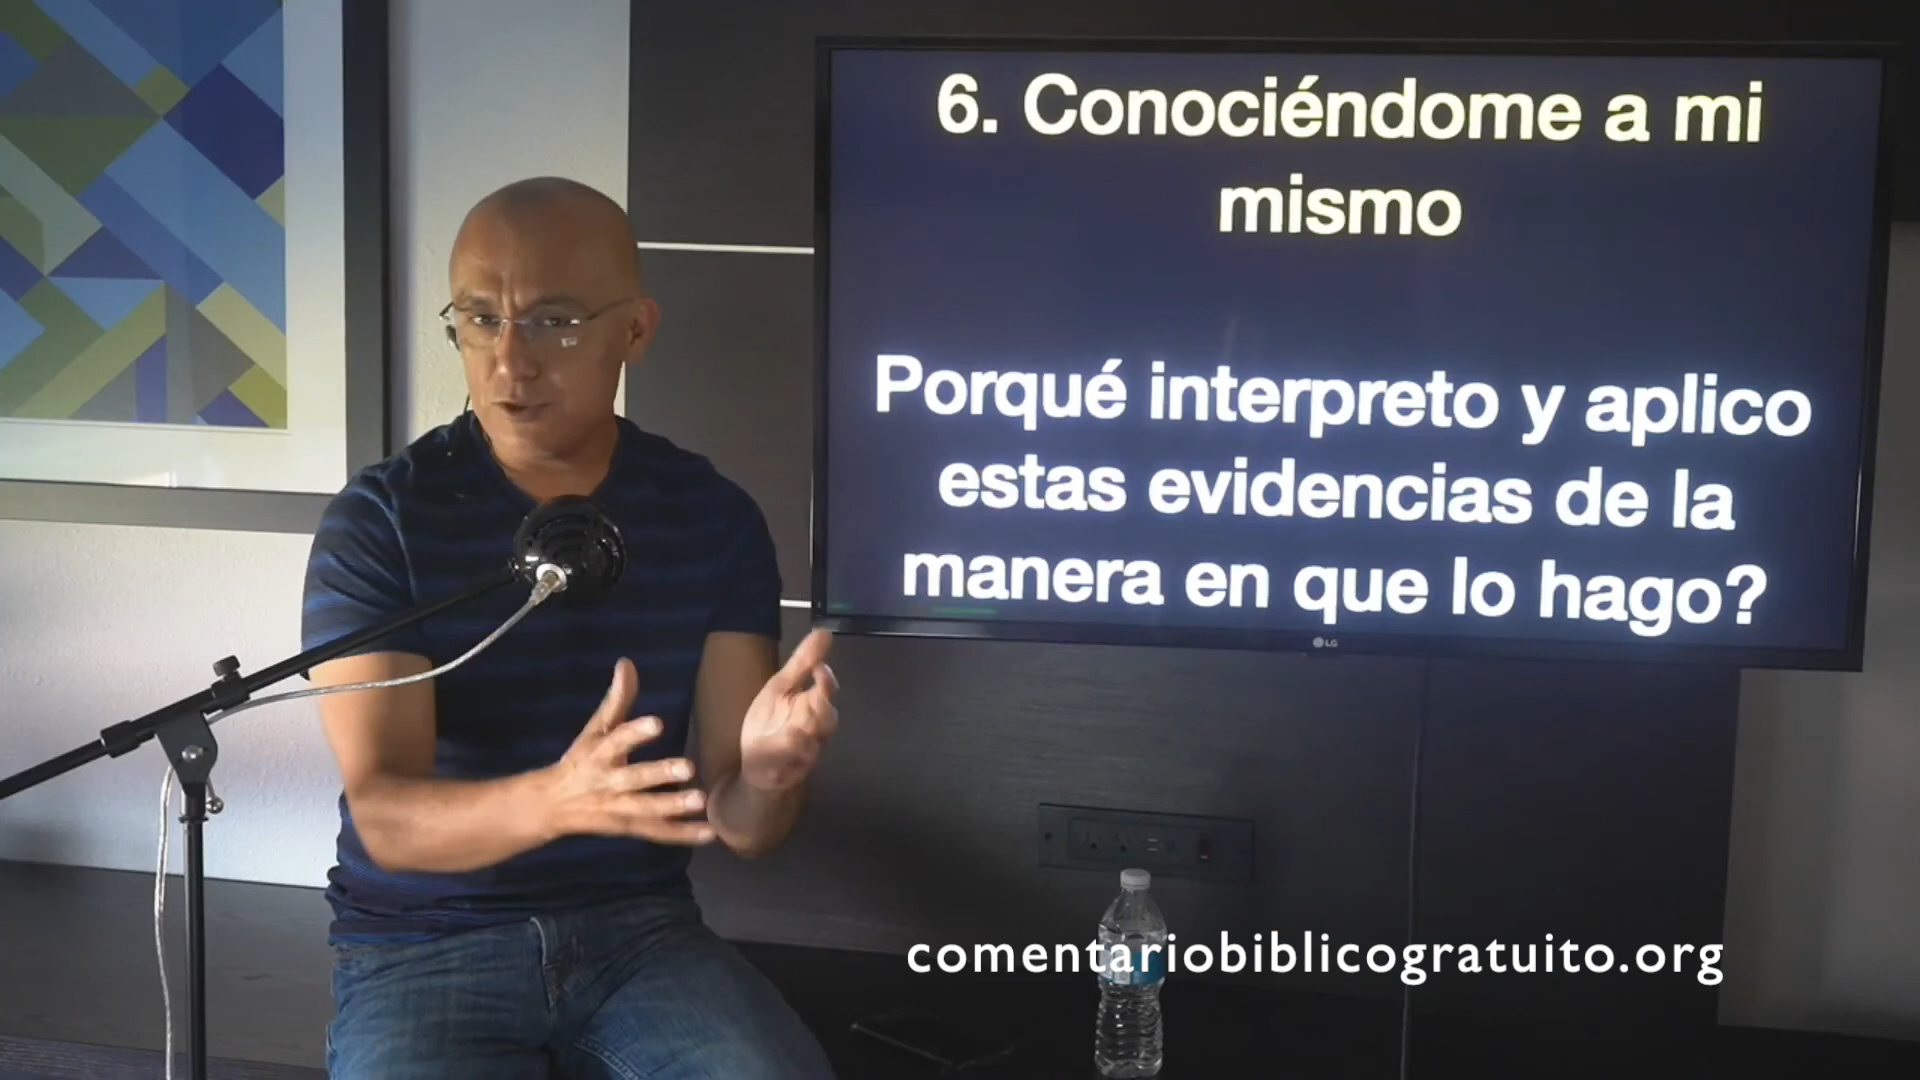 6. Conociéndome a mi
mismo
Porqué interpreto y aplico
estas evidencias de la
manera en que lo hago?
LG
comentariobiblicogratuito.org